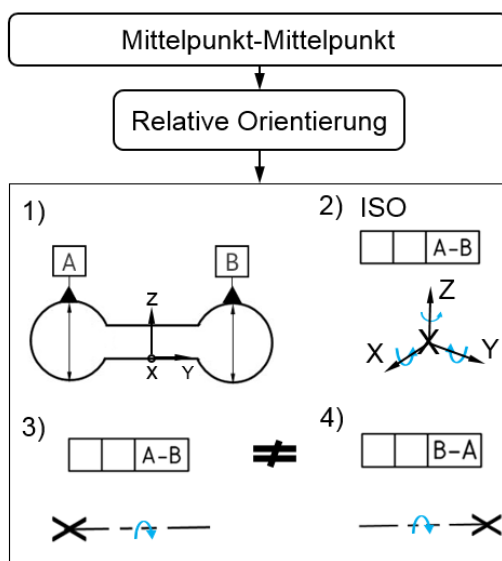 Mittelpunkt-Mittelpunkt
Relative Orientierung
1)
A
B
Z
X
Y
2) ISO
A-B
Z
X
Y
3)
A-B
≠
4)
B-A